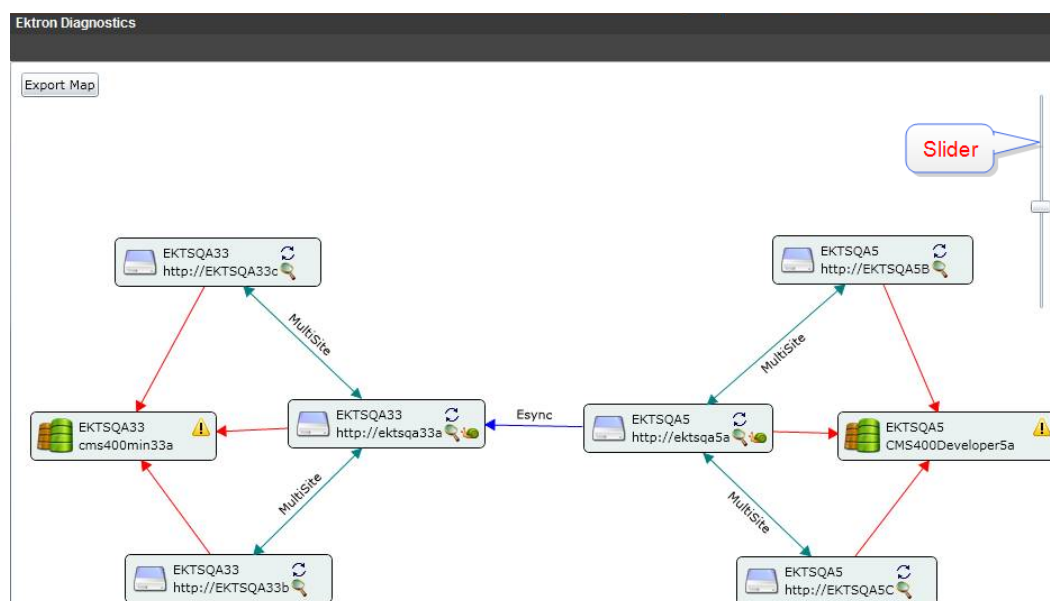 Ektron Diagnostics
Export Map
Slider
EKTSQA33
http://EKTSQA33c
EKTSQA5
http://EKTSQA5B
MultiSite
MultiSite
EKTSQA33
cms400min33a
EKTSQA33
http://ektsqa33a
Esync
EKTSQA5
http://ektsqa5a
EKTSQA5
CMS400Developer5a
MultiSite
MultiSite
EKTSQA33
http://EKTSQA33b
EKTSQA5
http://EKTSQA5C